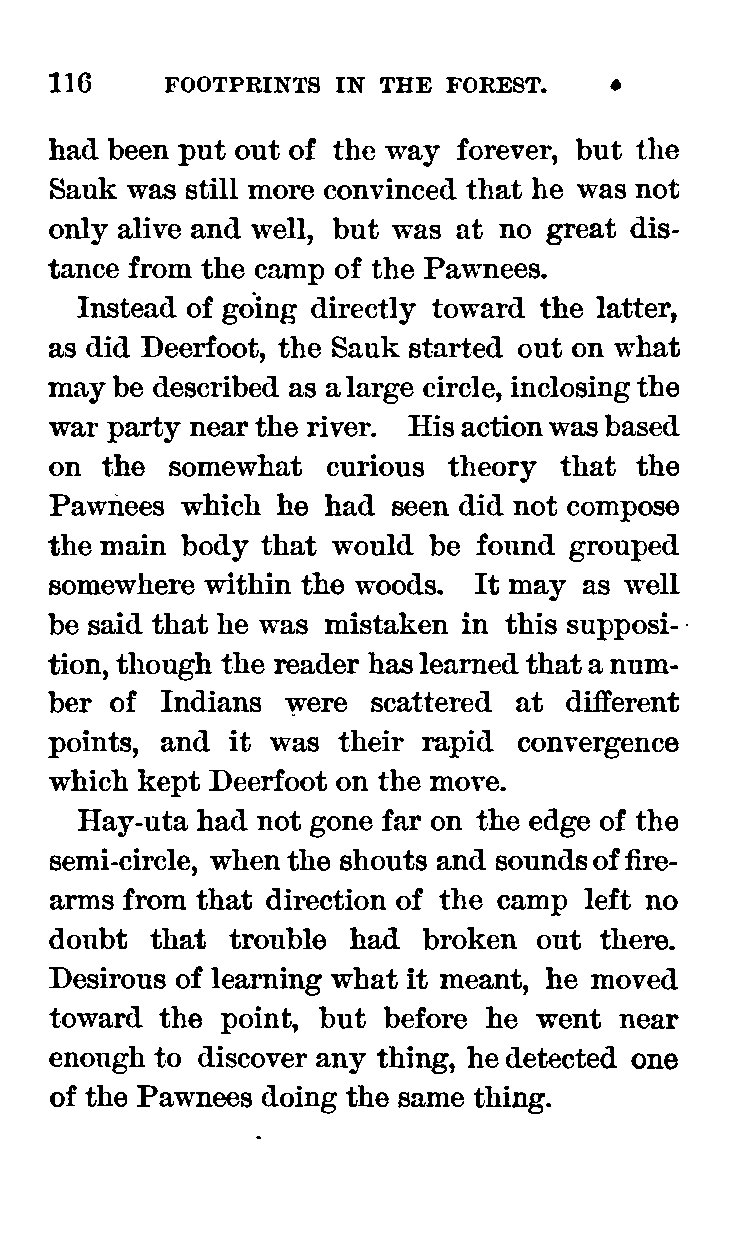 116 FOOTPRINTS IN THE FOREST.
had been put out of the way forever, but the
Sauk was still more convinced that he was not
only alive and well, but was at no great dis-
tance from the camp of the Pawnees.
Instead of going directly toward the latter,
as did Deerfoot, the Sauk started out on what
may be described as a large circle, inclosing the
war party near the river. His action was based
on the somewhat curious theory that the
Pawnees which he had seen did not compose
the main body that would be found grouped
somewhere within the woods. It may as well
be said that he was mistaken in this supposi-
tion, though the reader has learned that a num-
ber of Indians were scattered at different
points, and it was their rapid convergence
which kept Deerfoot on the move.
Hay-uta had not gone far on the edge of the
semi-circle, when the shouts and sounds of fire-
arms from that direction of the camp left no
doubt that trouble had broken out there.
Desirous of learning what it meant, he moved
toward the point, but before he went near
enough to discover any thing, he detected one
of the Pawnees doing the same thing.